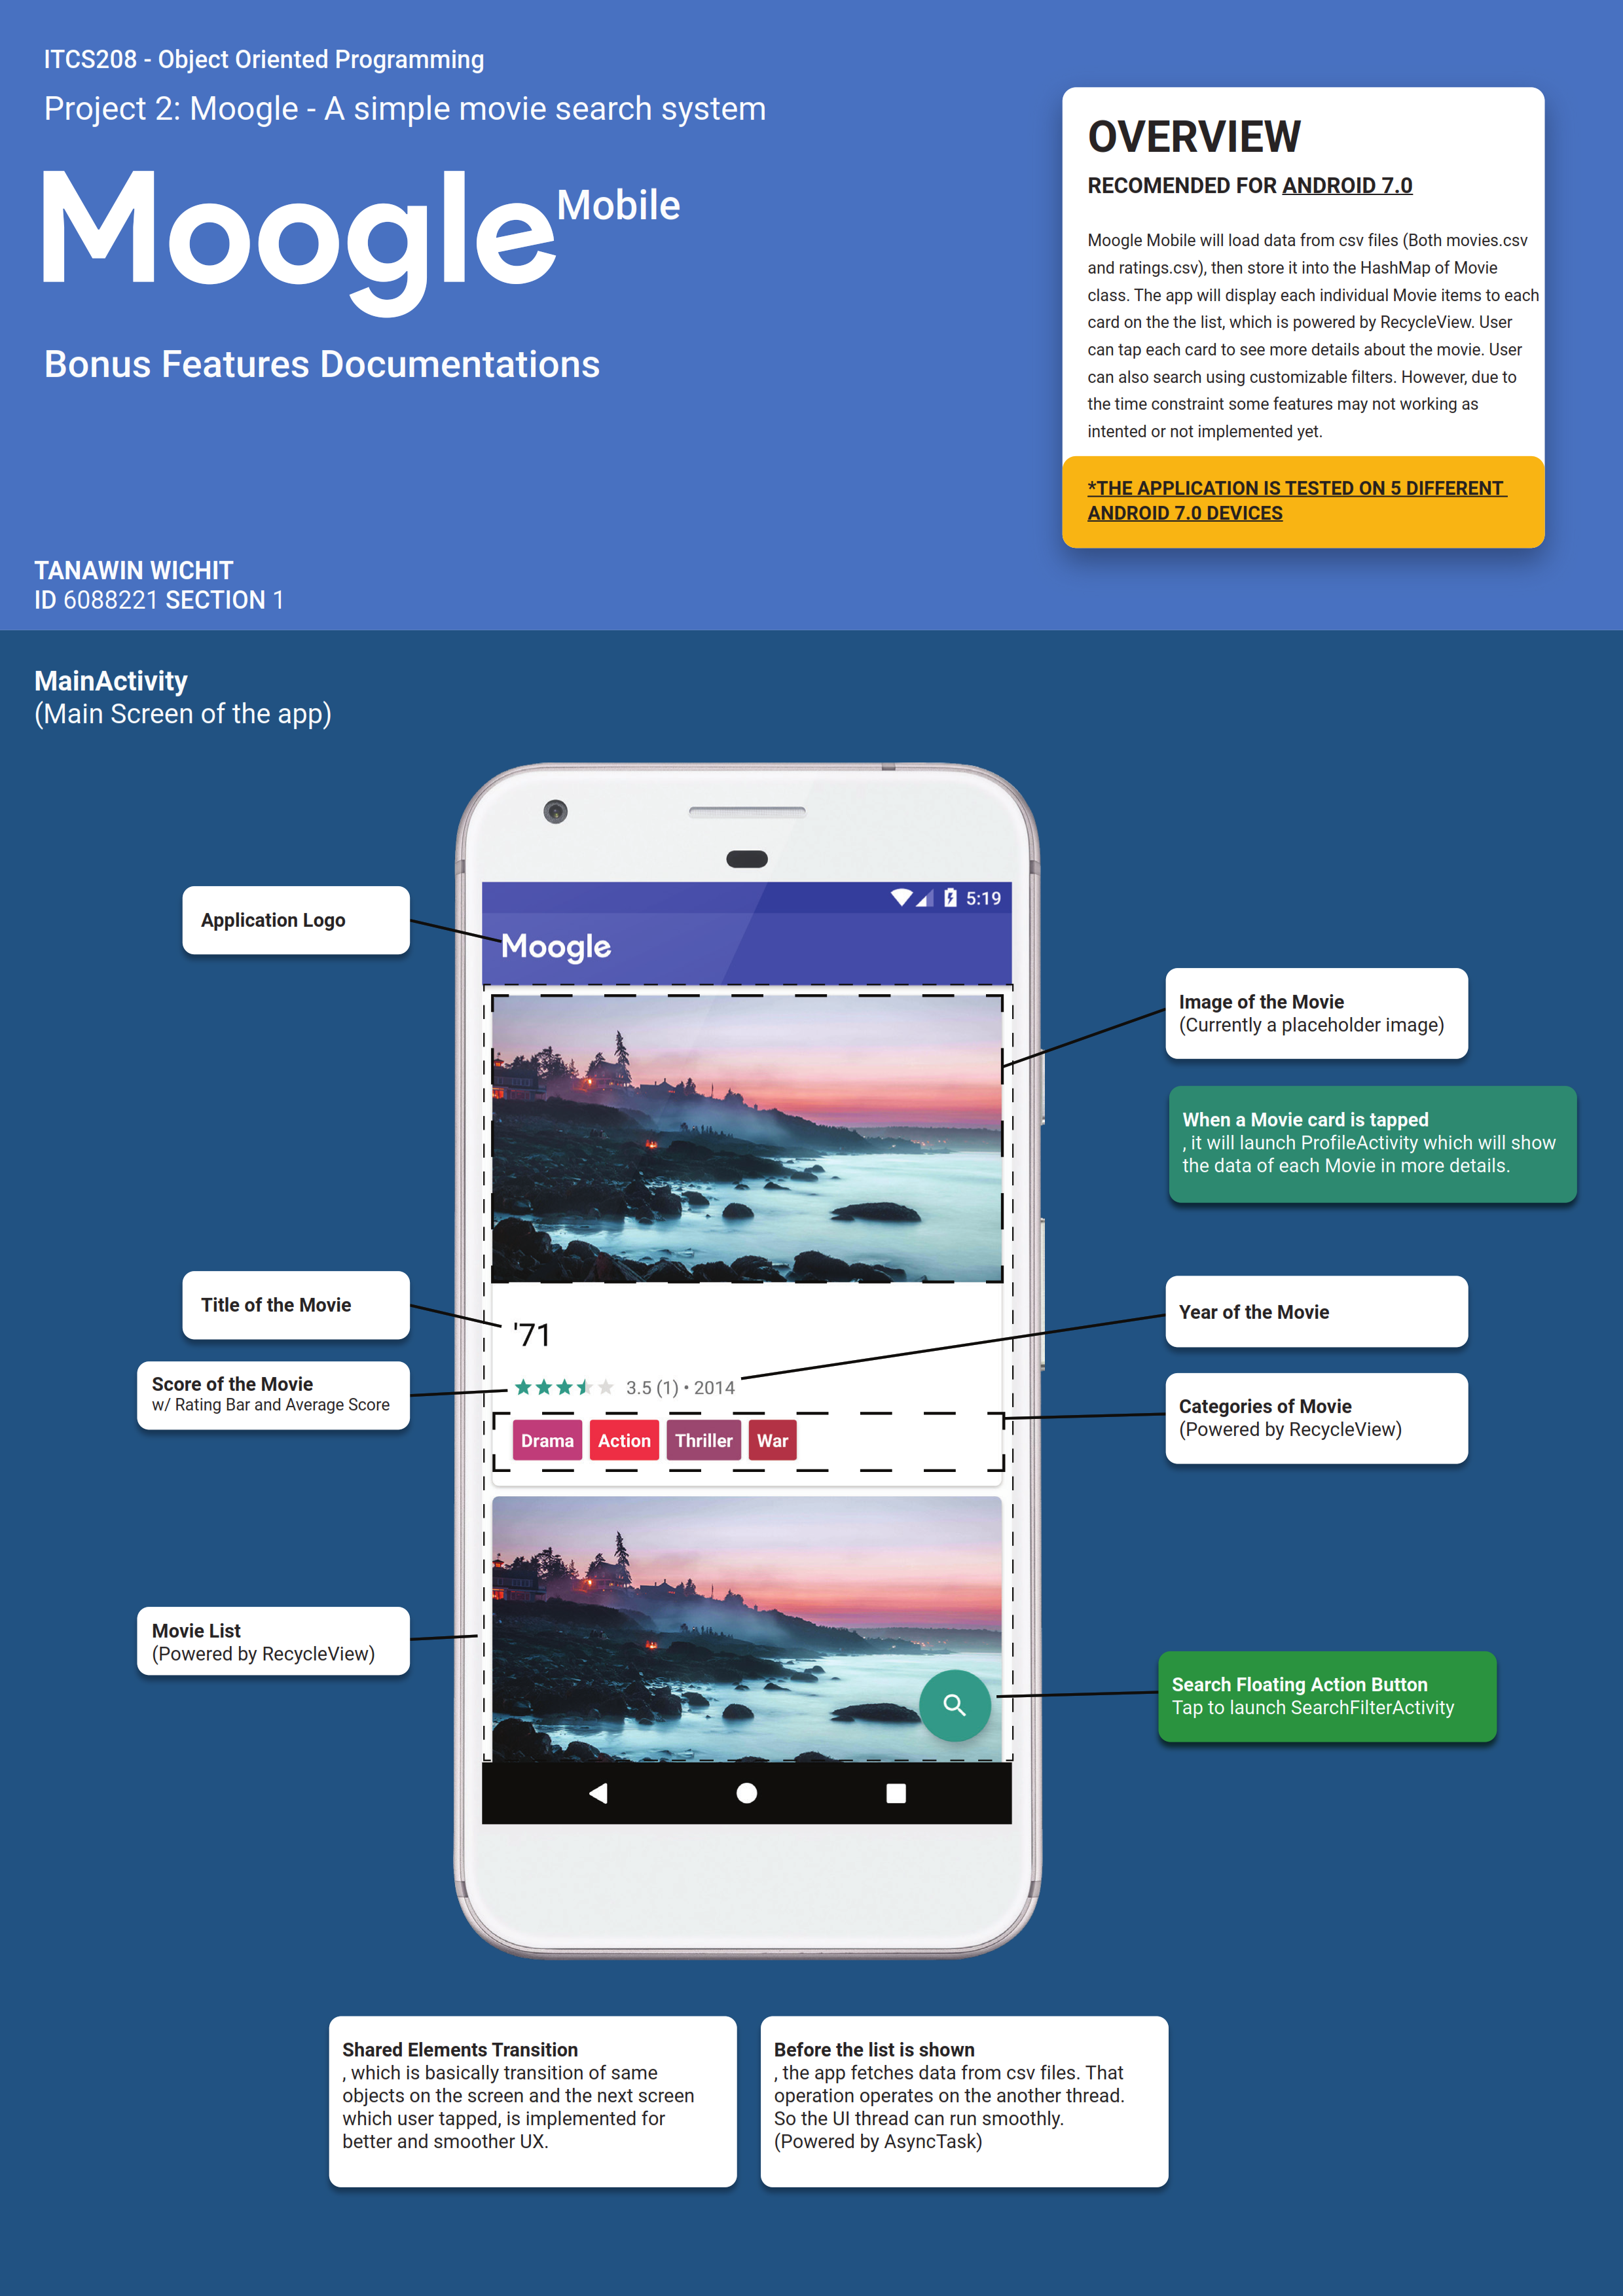 ITCS208 - Object Oriented Programming
Project 2: Moogle - A simple movie search system
Moogle Mobile
Bonus Features Documentations
TANAWIN WICHIT
ID 6088221 SECTION 1
OVERVIEW
RECOMENDED FOR ANDROID 7.0
Moogle Mobile will load data from csv files (Both movies.csv
and ratings.csv), then store it into the HashMap of Movie
class. The app will display each individual Movie items to each
card on the the list, which is powered by RecycleView. User
can tap each card to see more details about the movie. User
can also search using customizable filters. However, due to
the time constraint some features may not working as
intented or not implemented yet.
*THE APPLICATION IS TESTED ON 5 DIFFERENT
ANDROID 7.0 DEVICES
MainActivity
(Main Screen of the app)
5:19
Application Logo
Moogle
Image of the Movie
(Currently a placeholder image)
When a Movie card is tapped
, it will launch ProfileActivity which will show
the data of each Movie in more details.
Title of the Movie
'71
Year of the Movie
Score of the Movie
w/ Rating Bar and Average Score
3.5 (1) • 2014
Categories of Movie
(Powered by RecycleView)
Drama Action Thriller War
Movie List
(Powered by RecycleView)
Search Floating Action Button
Tap to launch SearchFilterActivity
Shared Elements Transition
, which is basically transition of same
objects on the screen and the next screen
which user tapped, is implemented for
better and smoother UX.
Before the list is shown
, the app fetches data from csv files. That
operation operates on the another thread.
So the UI thread can run smoothly.
(Powered by AsyncTask)